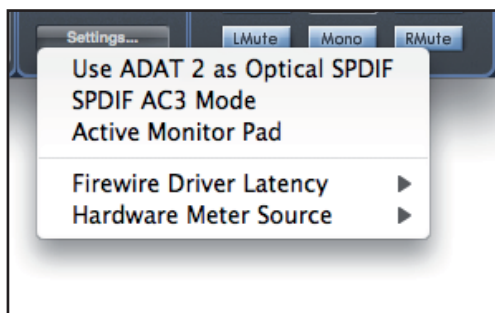 Settings...
LMute Mono RMute
Use ADAT 2 as Optical SPDIF
SPDIF AC3 Mode
Active Monitor Pad
Firewire Driver Latency
Hardware Meter Source